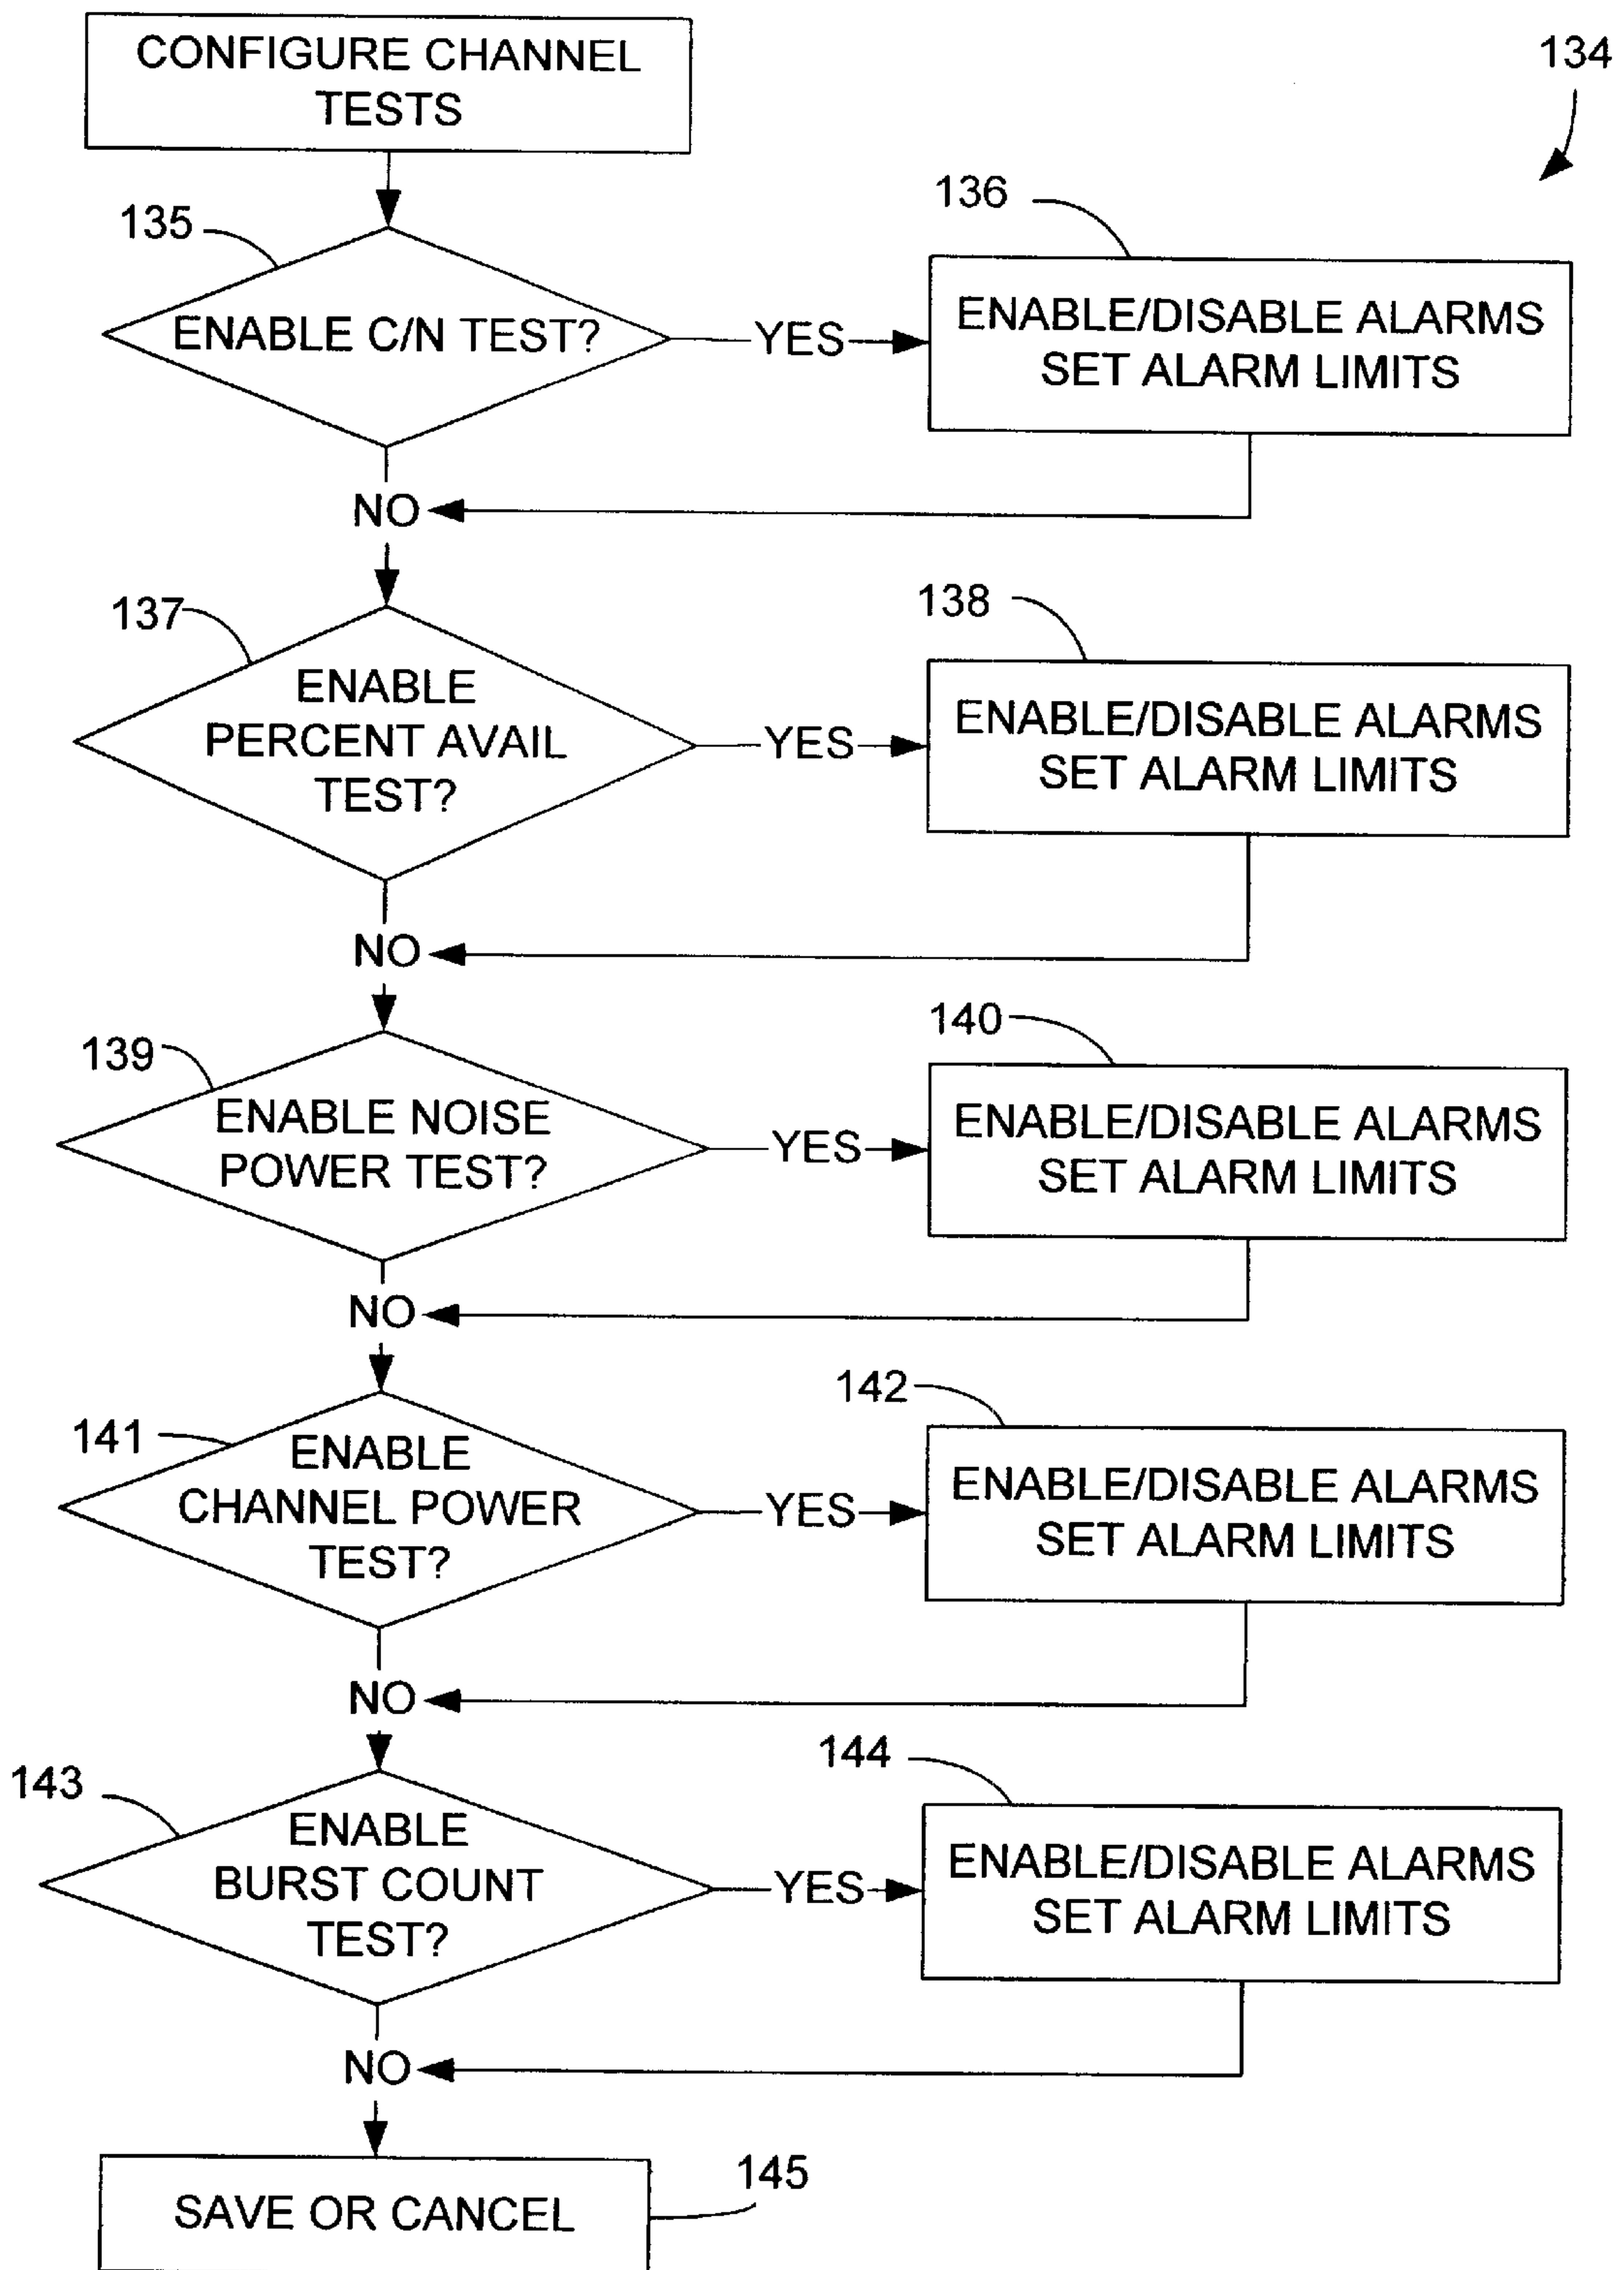 CONFIGURE CHANNEL
TESTS
134
135
136
ENABLE C/N TEST?
YES
ENABLE/DISABLE ALARMS
SET ALARM LIMITS
NO
137
138
ENABLE
PERCENT AVAIL
TEST?
YES
ENABLE/DISABLE ALARMS
SET ALARM LIMITS
NO
139
140
ENABLE NOISE
POWER TEST?
YES
ENABLE/DISABLE ALARMS
SET ALARM LIMITS
NO
141
142
ENABLE
CHANNEL POWER
TEST?
YES
ENABLE/DISABLE ALARMS
SET ALARM LIMITS
NO
143
144
ENABLE
BURST COUNT
TEST?
YES
ENABLE/DISABLE ALARMS
SET ALARM LIMITS
NO
145
SAVE OR CANCEL